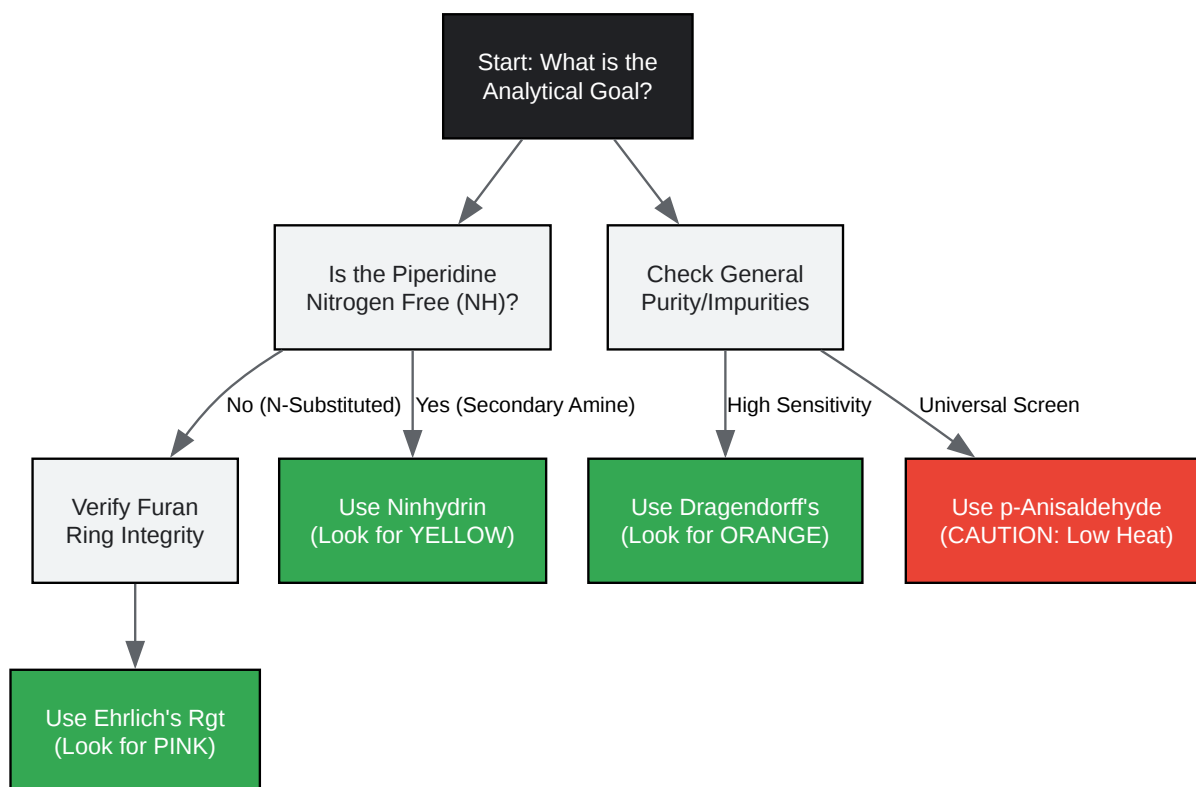 Start: What is the
Analytical Goal?
Is the Piperidine
Nitrogen Free (NH)?
Check General
Purity/Impurities
No (N-Substituted)
Yes (Secondary Amine)
High Sensitivity
Universal Screen
Verify Furan
Ring Integrity
Use Ninhydrin
(Look for YELLOW)
Use Dragendorff's
(Look for ORANGE)
Use p-Anisaldehyde
(CAUTION: Low Heat)
Use Ehrlich's Rgt
(Look for PINK)